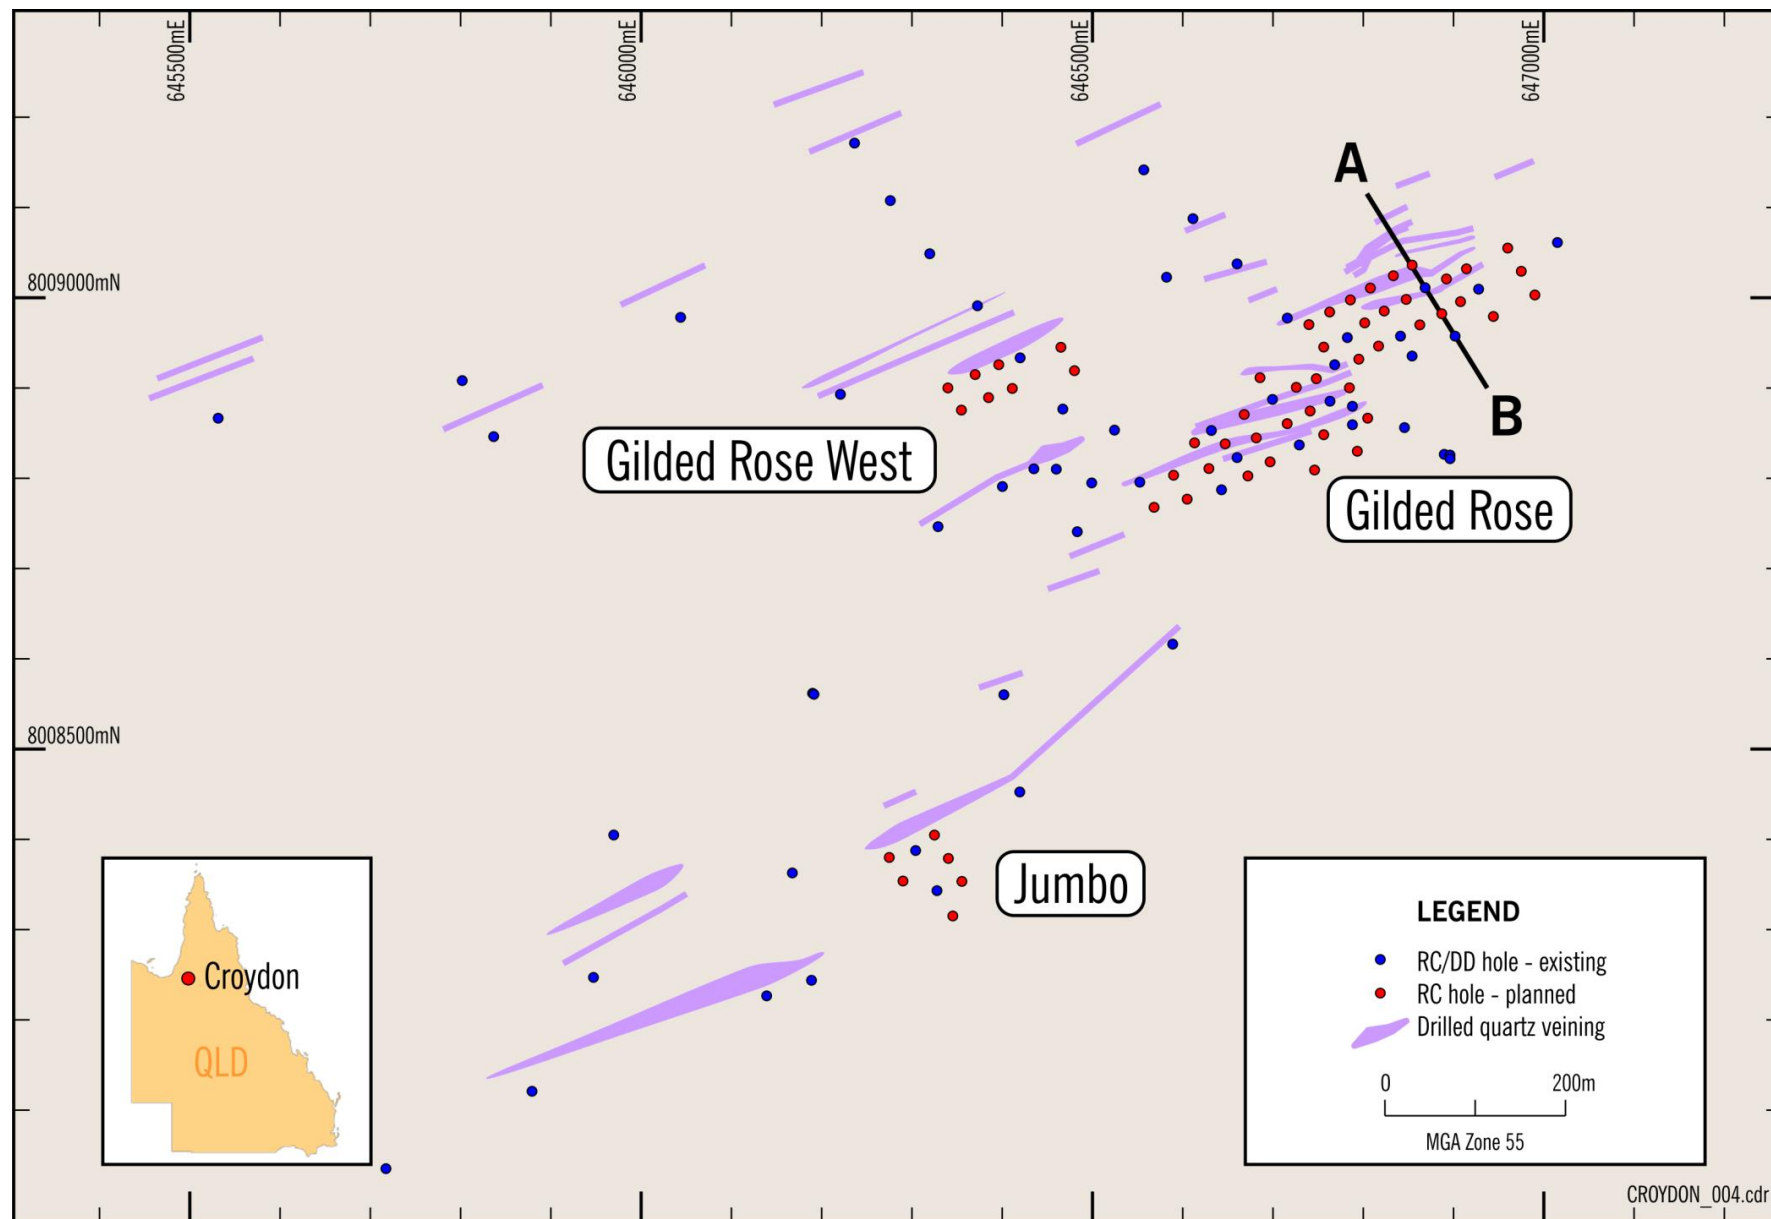 645500mE
646000mE
646500mE
647000mE
A
8009000mN
B
Gilded Rose West
Gilded Rose
8008500mN
Jumbo
Croydon
QLD
LEGEND
RC/DD hole - existing
RC hole - planned
Drilled quartz veining
0 200m
MGA Zone 55
CROYDON_004.cdr